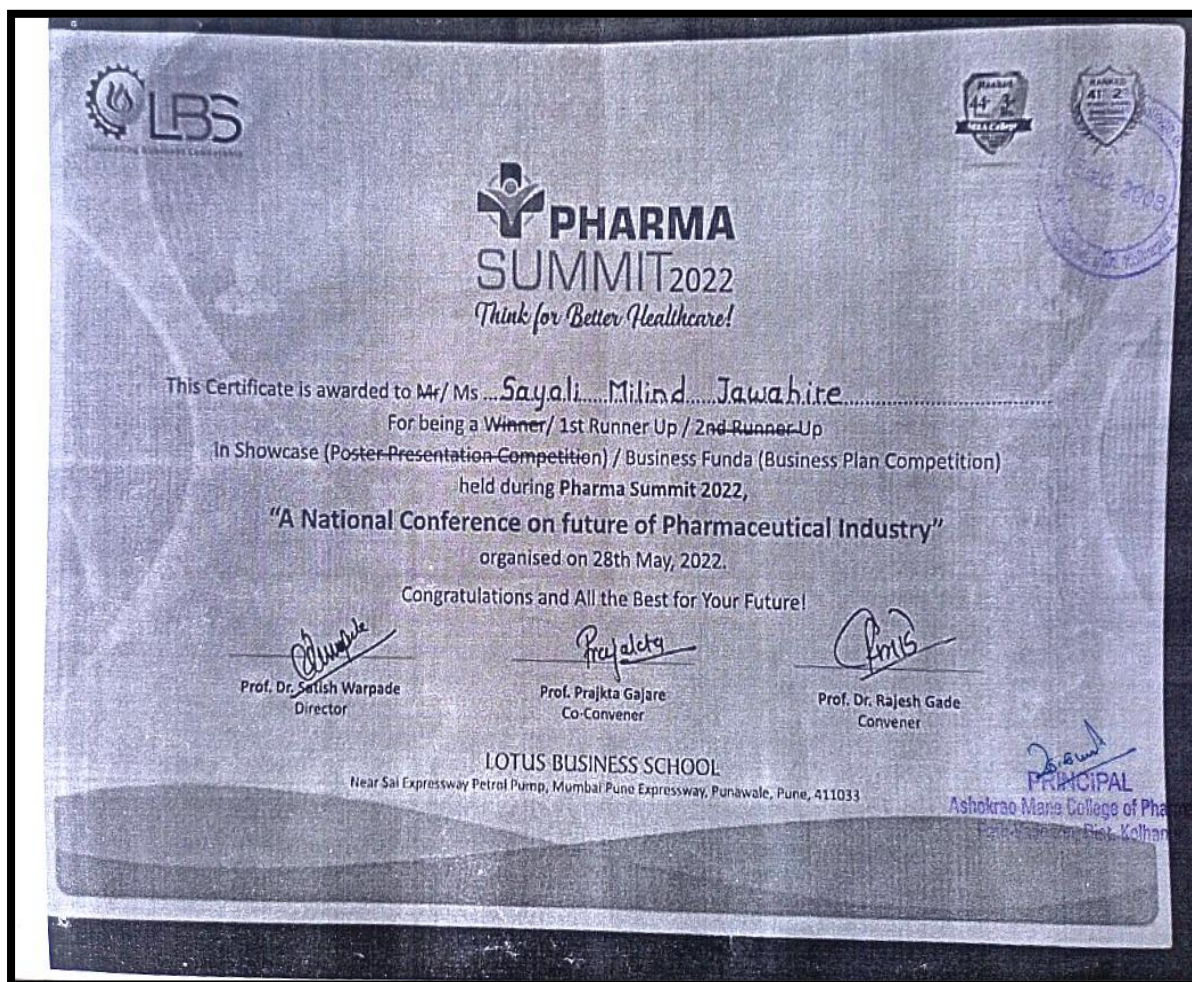 LBS
PHARMA
SUMMIT 2022
Think for Better Healthcare!
This Certificate is awarded to Mr/ Ms ...Sayali....Milind....Jawahire....
For being a Winner/ 1st Runner Up / 2nd Runner Up
In Showcase (Poster Presentation Competition) / Business Funda (Business Plan Competition)
held during Pharma Summit 2022,
"A National Conference on future of Pharmaceutical Industry"
organised on 28th May, 2022.
Congratulations and All the Best for Your Future!
Prof. Dr. Satish Warpade
Director
Prof. Prajkta Gajare
Co-Convener
Prof. Dr. Rajesh Gade
Convener
LOTUS BUSINESS SCHOOL
Near Sai Expressway Petrol Pump, Mumbai Pune Expressway, Punawale, Pune, 411033
PRINCIPAL
Ashokrao Mane College of Pha